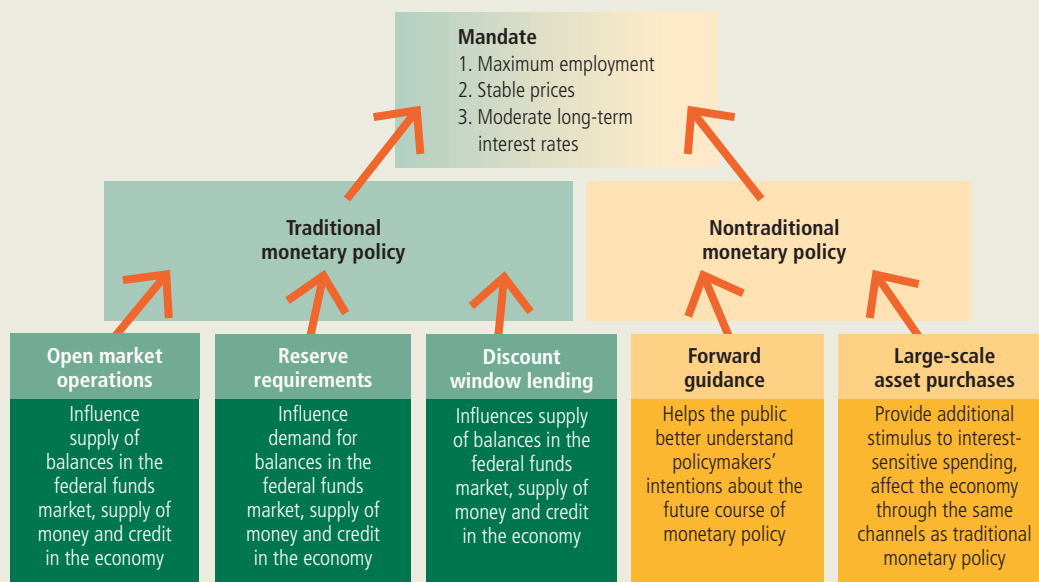 Mandate
1. Maximum employment
2. Stable prices
3. Moderate long-term
interest rates
Traditional
monetary policy
Nontraditional
monetary policy
Open market
operations
Influence
supply of
balances in the
federal funds
market, supply of
money and credit
in the economy
Reserve
requirements
Influence
demand for
balances in the
federal funds
market, supply of
money and credit
in the economy
Discount
window lending
Influences supply
of balances in the
federal funds
market, supply of
money and credit
in the economy
Forward
guidance
Helps the public
better understand
policymakers’
intentions about the
future course of
monetary policy
Large-scale
asset purchases
Provide additional
stimulus to interest-
sensitive spending,
affect the economy
through the same
channels as traditional
monetary policy